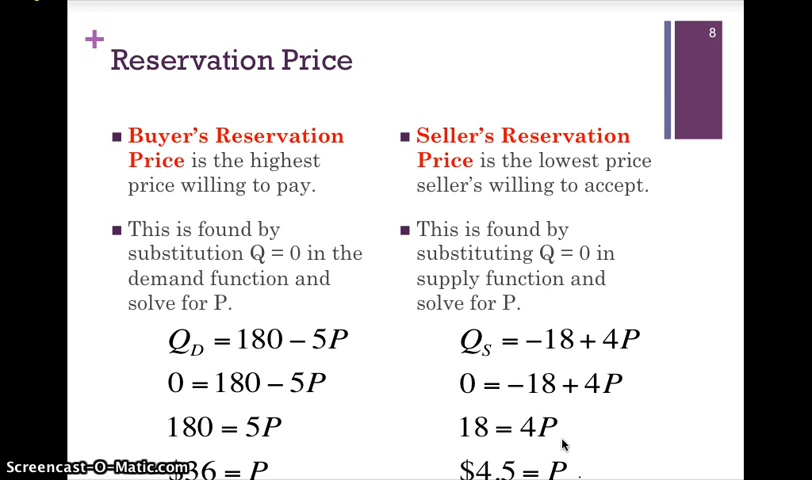 +
Reservation Price
8
■ Buyer's Reservation
Price is the highest
price willing to pay.
■ This is found by
substitution Q = 0 in the
demand function and
solve for P.
Q_D = 180 − 5P
0 = 180 − 5P
180 = 5P
$36 = P
■ Seller's Reservation
Price is the lowest price
seller's willing to accept.
■ This is found by
substituting Q = 0 in
supply function and
solve for P.
Q_S = −18 + 4P
0 = −18 + 4P
18 = 4P
$4.5 = P
Screencast-O-Matic.com